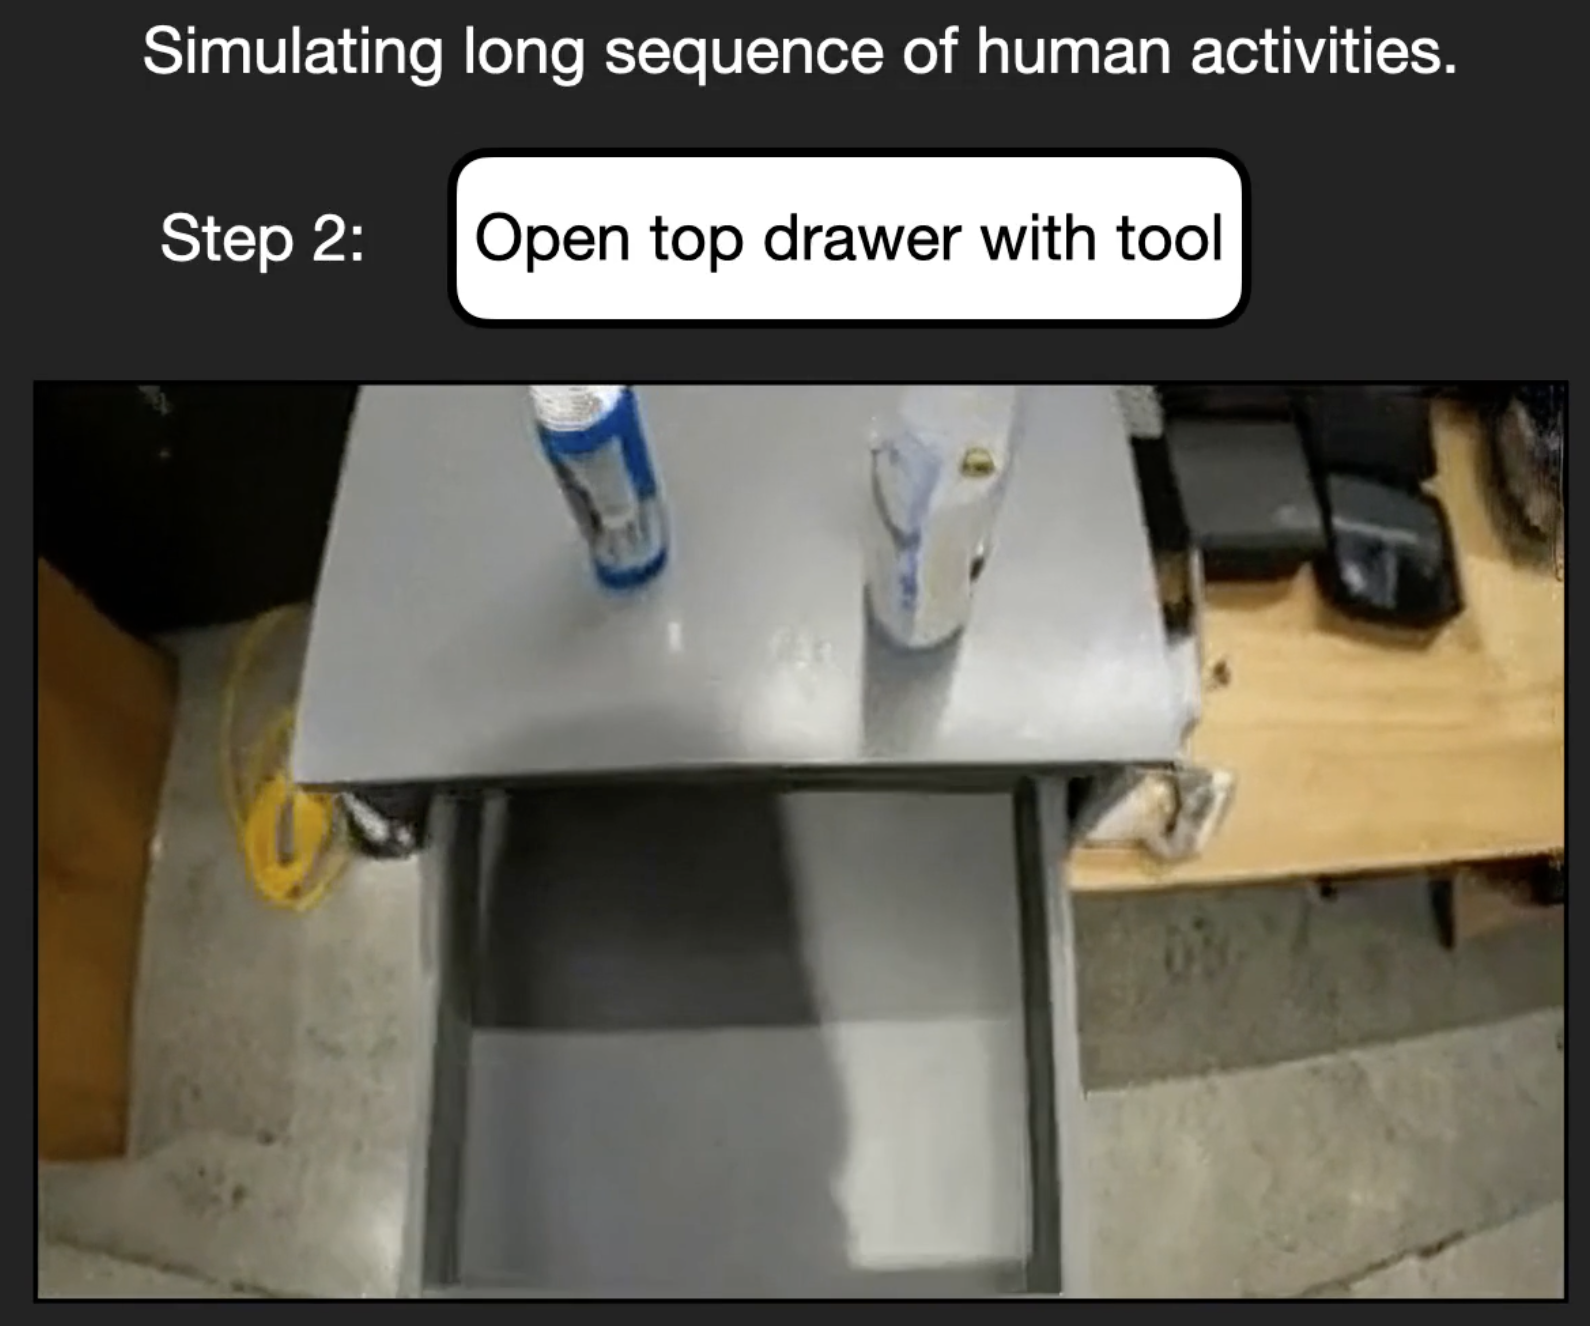 Simulating long sequence of human activities.
Step 2:
Open top drawer with tool